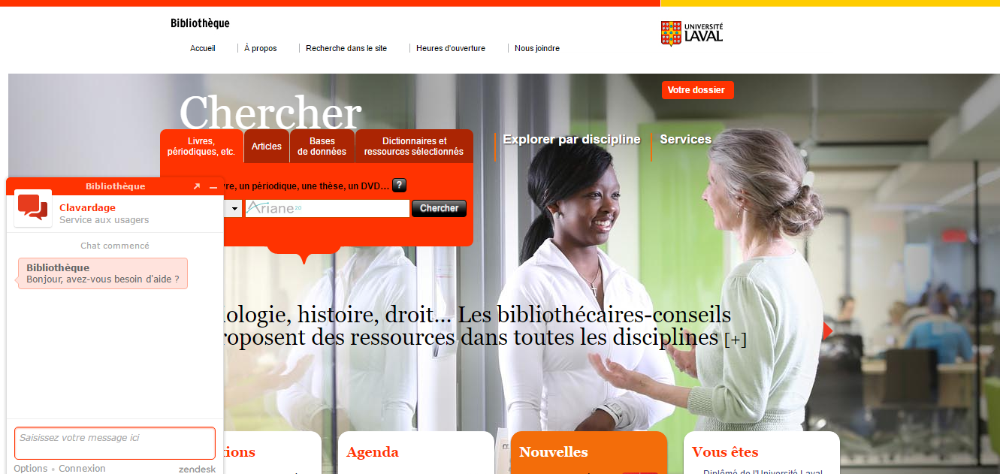 Bibliothèque
UNIVERSITÉ
LAVAL
Accueil
À propos
Recherche dans le site
Heures d'ouverture
Nous joindre
Votre dossier
Chercher
Livres,
périodiques, etc.
Articles
Bases
de données
Dictionnaires et
ressources sélectionnés
Explorer par discipline
Services
un périodique, une thèse, un DVD... ?
Ariane 2.0
Chercher
Bibliothèque
Clavardage
Service aux usagers
Chat commencé
Bibliothèque
Bonjour, avez-vous besoin d'aide ?
ologie, histoire, droit... Les bibliothécaires-conseils
roposent des ressources dans toutes les disciplines [+]
Saisissez votre message ici
Options • Connexion
zendesk
tions
Agenda
Nouvelles
Vous êtes
Diplômé de l'Université Laval